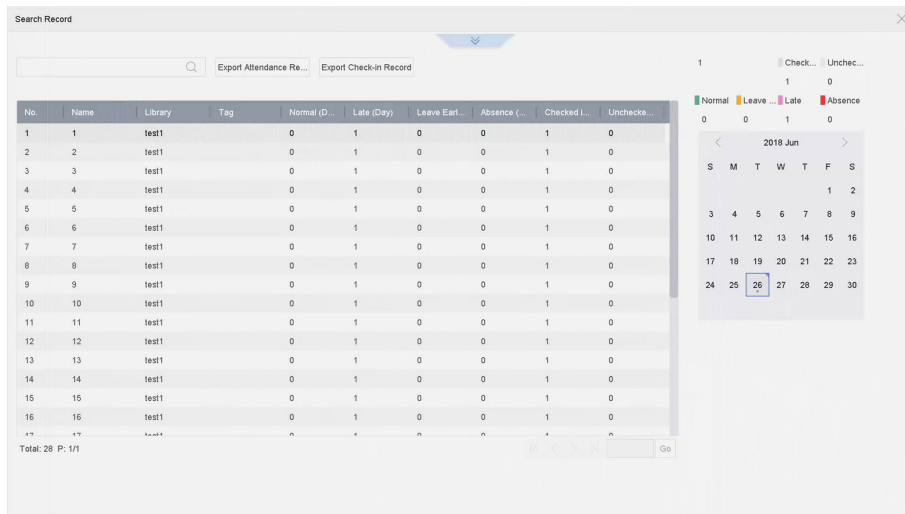 Search Record
Export Attendance Re... Export Check-in Record
No. Name Library Tag Normal (D... Late (Day) Leave Earl... Absence (... Checked I... Unchecke...
1 1 test1 0 1 0 0 1 0
2 2 test1 0 1 0 0 1 0
3 3 test1 0 1 0 0 1 0
4 4 test1 0 1 0 0 1 0
5 5 test1 0 1 0 0 1 0
6 6 test1 0 1 0 0 1 0
7 7 test1 0 1 0 0 1 0
8 8 test1 0 1 0 0 1 0
9 9 test1 0 1 0 0 1 0
10 10 test1 0 1 0 0 1 0
11 11 test1 0 1 0 0 1 0
12 12 test1 0 1 0 0 1 0
13 13 test1 0 1 0 0 1 0
14 14 test1 0 1 0 0 1 0
15 15 test1 0 1 0 0 1 0
16 16 test1 0 1 0 0 1 0
17 17 test1 0 1 0 0 1 0
Total: 28 P: 1/1
Go
1 Check... Unchec...
1 0
Normal Leave ... Late Absence
0 0 1 0
2018 Jun
S M T W T F S
1 2
3 4 5 6 7 8 9
10 11 12 13 14 15 16
17 18 19 20 21 22 23
24 25 26 27 28 29 30